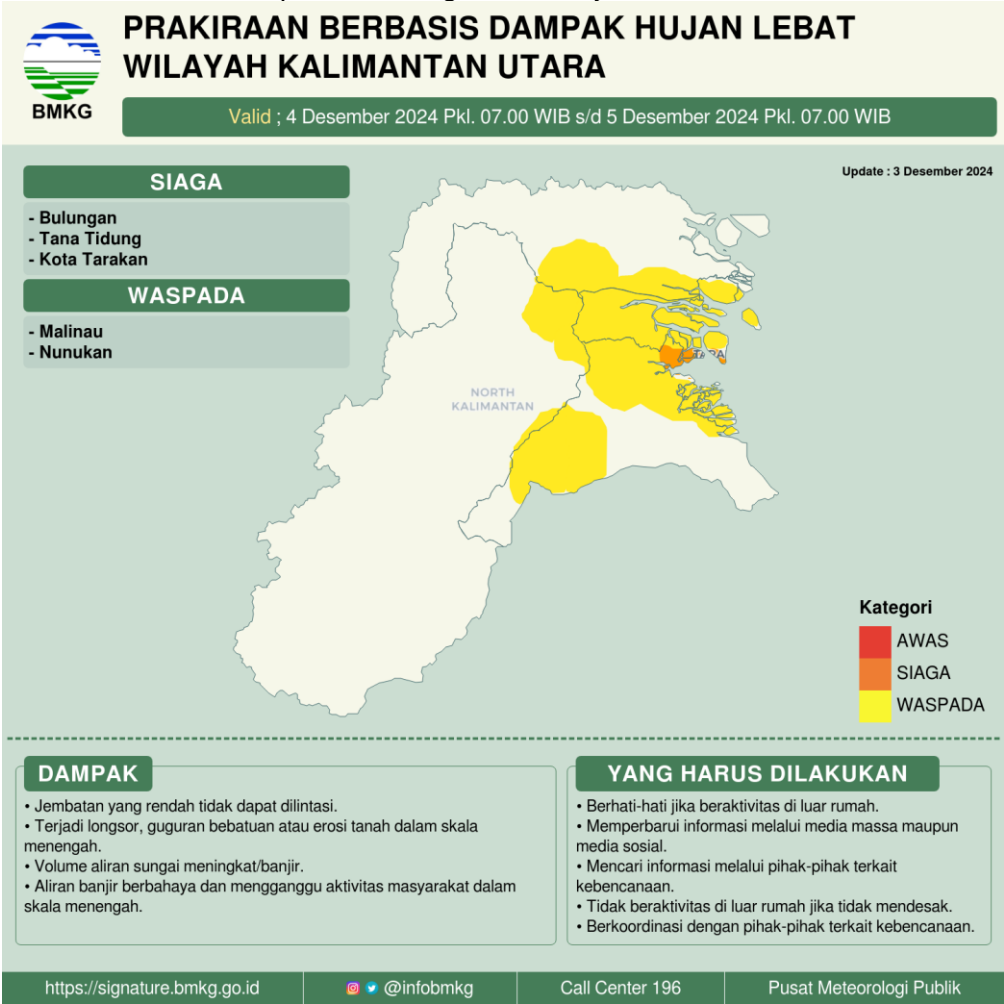 PRAKIRAAN BERBASIS DAMPAK HUJAN LEBAT
WILAYAH KALIMANTAN UTARA
BMKG
Valid ; 4 Desember 2024 Pkl. 07.00 WIB s/d 5 Desember 2024 Pkl. 07.00 WIB
Update : 3 Desember 2024
SIAGA
- Bulungan
- Tana Tidung
- Kota Tarakan
WASPADA
- Malinau
- Nunukan
NORTH
KALIMANTAN
Kategori
AWAS
SIAGA
WASPADA
DAMPAK
• Jembatan yang rendah tidak dapat dilintasi.
• Terjadi longsor, guguran bebatuan atau erosi tanah dalam skala
menengah.
• Volume aliran sungai meningkat/banjir.
• Aliran banjir berbahaya dan mengganggu aktivitas masyarakat dalam
skala menengah.
YANG HARUS DILAKUKAN
• Berhati-hati jika beraktivitas di luar rumah.
• Memperbarui informasi melalui media massa maupun
media sosial.
• Mencari informasi melalui pihak-pihak terkait
kebencanaan.
• Tidak beraktivitas di luar rumah jika tidak mendesak.
• Berkoordinasi dengan pihak-pihak terkait kebencanaan.
https://signature.bmkg.go.id
@infobmkg
Call Center 196
Pusat Meteorologi Publik